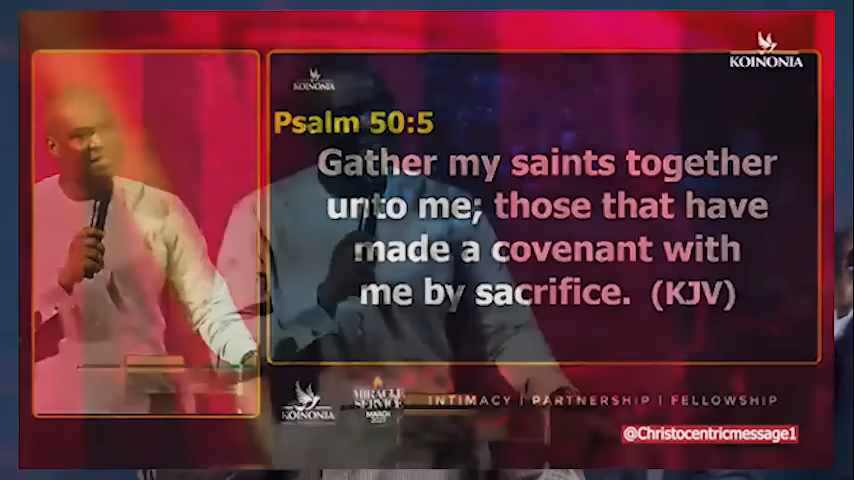 KOINONIA
KOINONIA
Psalm 50:5
Gather my saints together
unto me; those that have
made a covenant with
me by sacrifice. (KJV)
KOINONIA
MIRACLE
SERVICE
MARCH
INTIMACY | PARTNERSHIP | FELLOWSHIP
@Christocentricmessage1